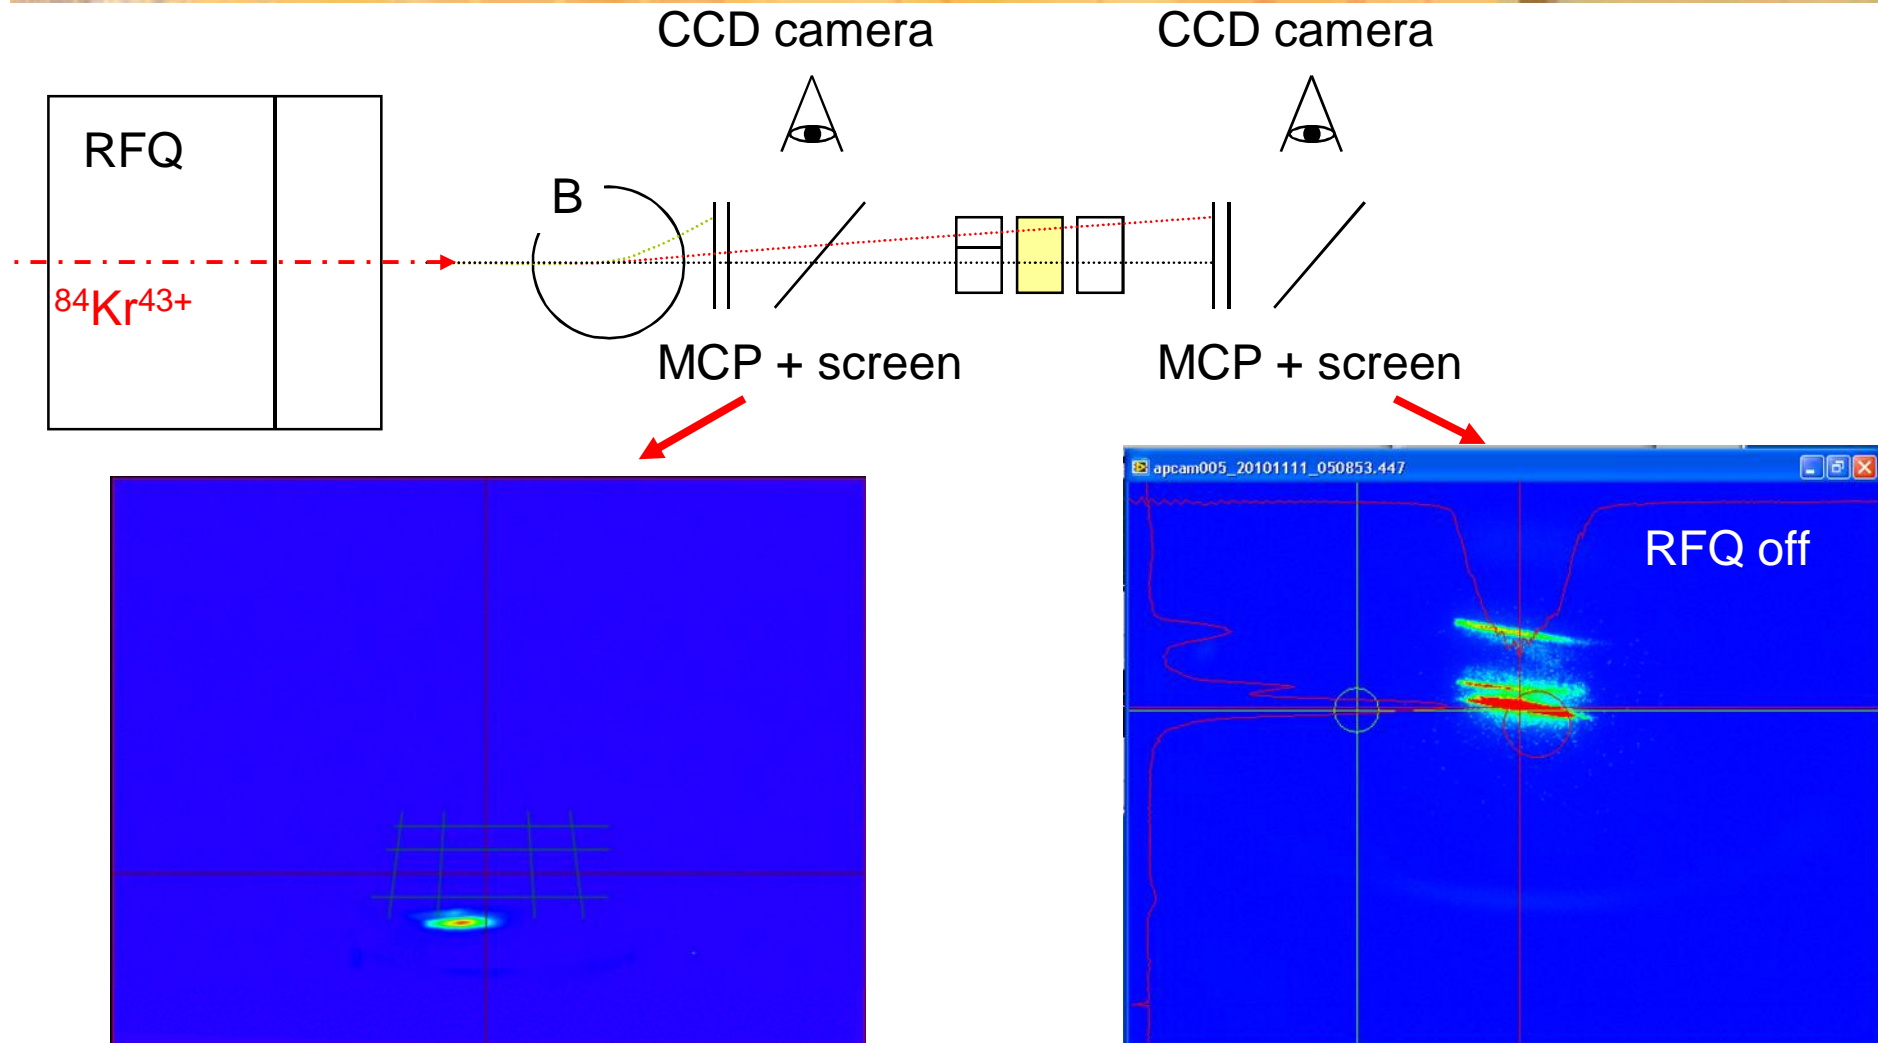 CCD camera
CCD camera
RFQ
B
⁸⁴Kr⁴³⁺
MCP + screen
MCP + screen
apcam005_20101111_050853.447
RFQ off